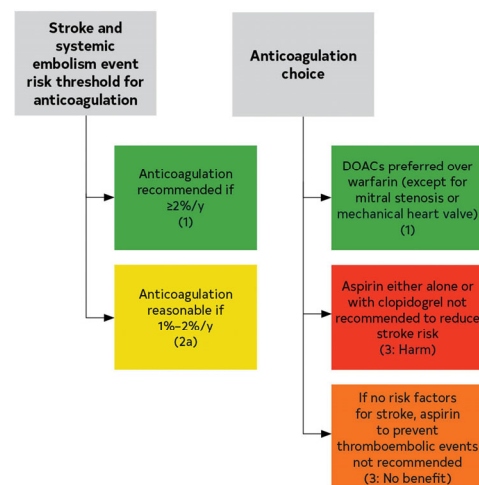 Stroke and
systemic
embolism event
risk threshold for
anticoagulation
Anticoagulation
recommended if
≥2%/y
(1)
Anticoagulation
reasonable if
1%–2%/y
(2a)
Anticoagulation
choice
DOACs preferred over
warfarin (except for
mitral stenosis or
mechanical heart valve)
(1)
Aspirin either alone or
with clopidogrel not
recommended to reduce
stroke risk
(3: Harm)
If no risk factors
for stroke, aspirin
to prevent
thromboembolic events
not recommended
(3: No benefit)